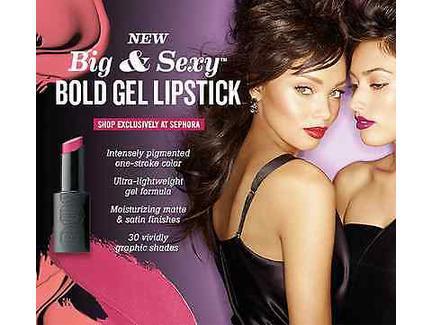 NEW
Big & Sexy™
BOLD GEL LIPSTICK
SHOP EXCLUSIVELY AT SEPHORA
Intensely pigmented
one-stroke color
Ultra-lightweight
gel formula
Moisturizing matte
& satin finishes
30 vividly
graphic shades